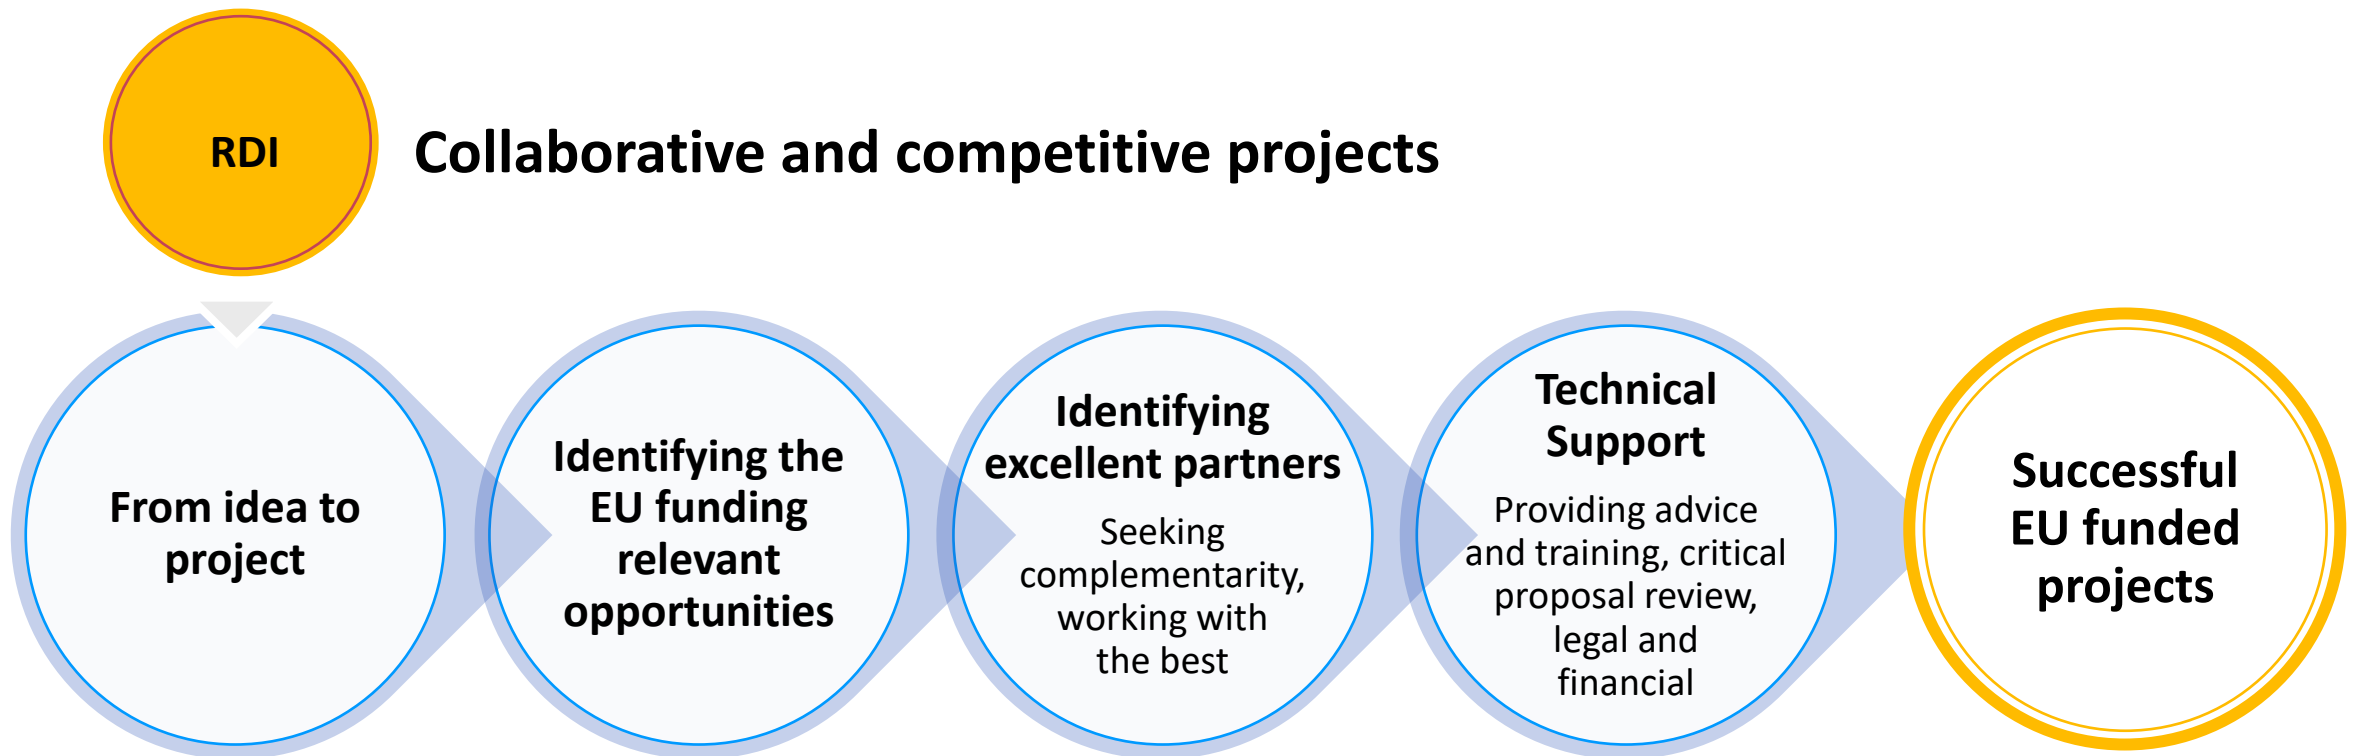 RDI
Collaborative and competitive projects
From idea to
project
Identifying the
EU funding
relevant
opportunities
Identifying
excellent partners
Seeking
complementarity,
working with
the best
Technical
Support
Providing advice
and training, critical
proposal review,
legal and
financial
Successful
EU funded
projects